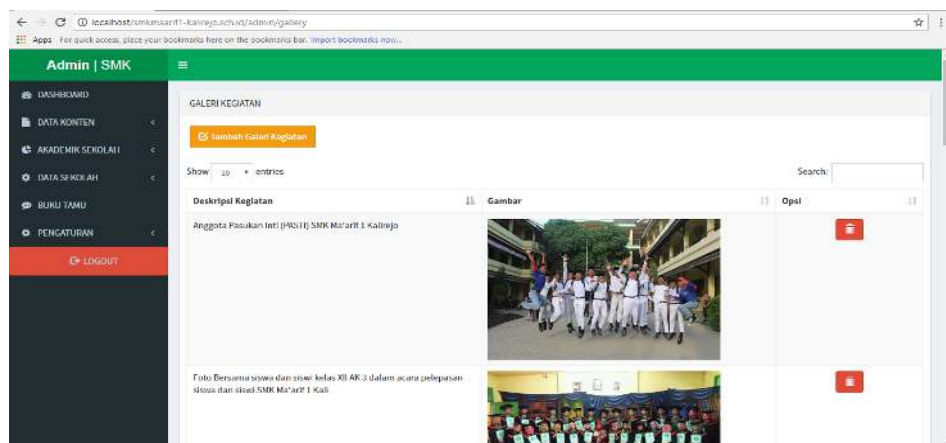 localhost/smkmaarif1-kalirejo.sch.id/admin/gallery
Apps For quick access, place your bookmarks here on the bookmarks bar. Import bookmarks now...
Admin | SMK
DASHBOARD
DATA KONTEN
AKADEMIK SEKOLAH
DATA SEKOLAH
BUKU TAMU
PENGATURAN
LOGOUT
GALERI KEGIATAN
Tambah Galeri Kegiatan
Show 10 entries
Search:
Deskripsi Kegiatan Gambar Opsi
Anggota Pasukan Inti (PASTI) SMK Ma'arif 1 Kalirejo
Foto Bersama siswa dan siswi kelas XII AK 3 dalam acara pelepasan
siswa dan siswi SMK Ma'arif 1 Kali